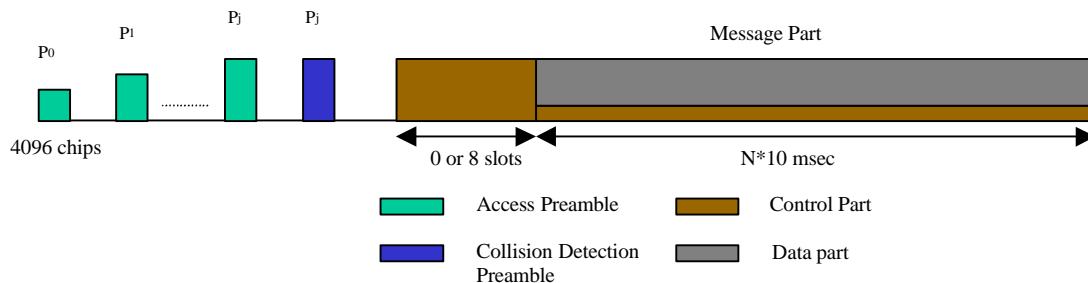 P0
P1
Pj
Pj
Message Part
.............
4096 chips
0 or 8 slots
N*10 msec
Access Preamble
Control Part
Collision Detection
Preamble
Data part